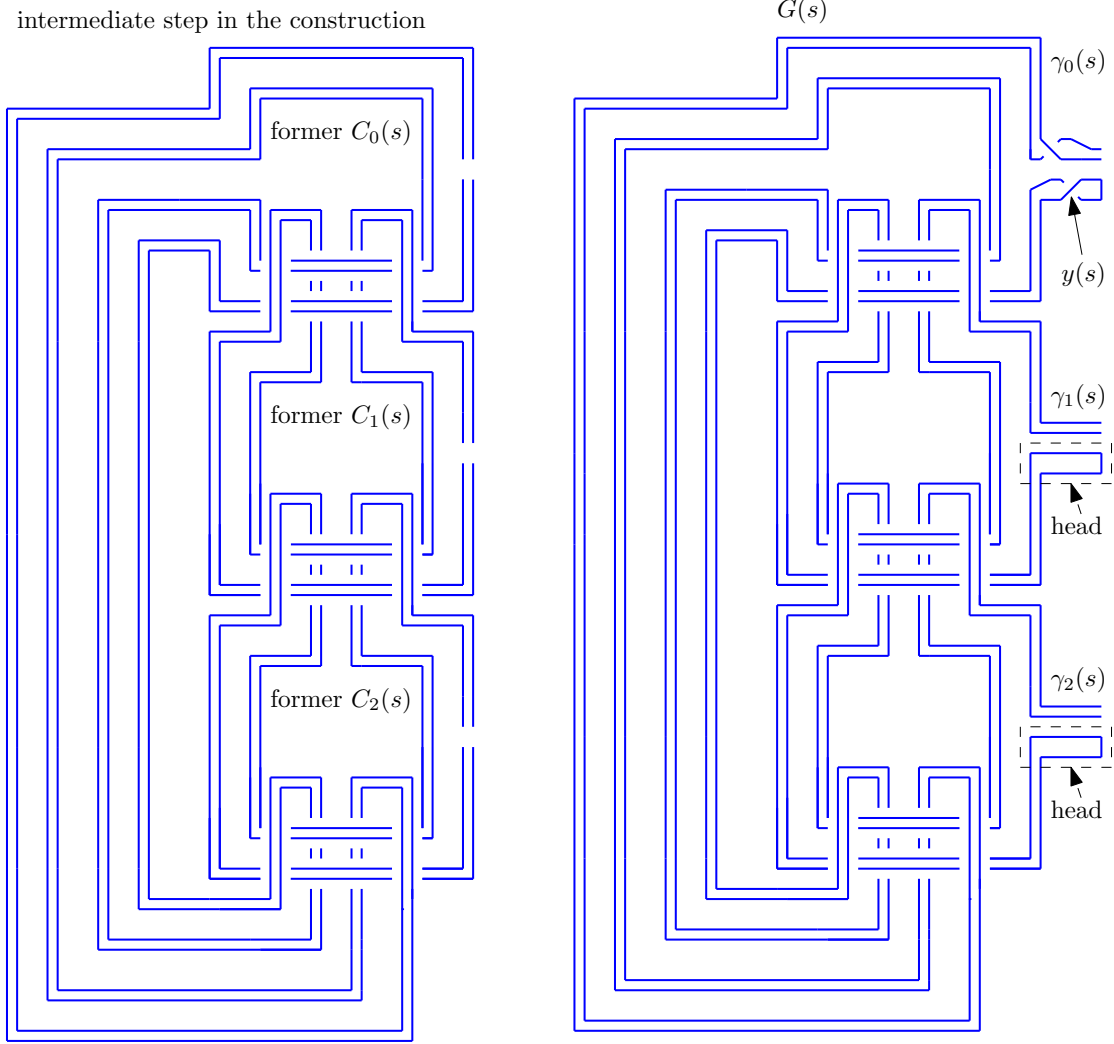 intermediate step in the construction
former C₀(s)
former C₁(s)
former C₂(s)
G(s)
γ₀(s)
y(s)
γ₁(s)
head
γ₂(s)
head